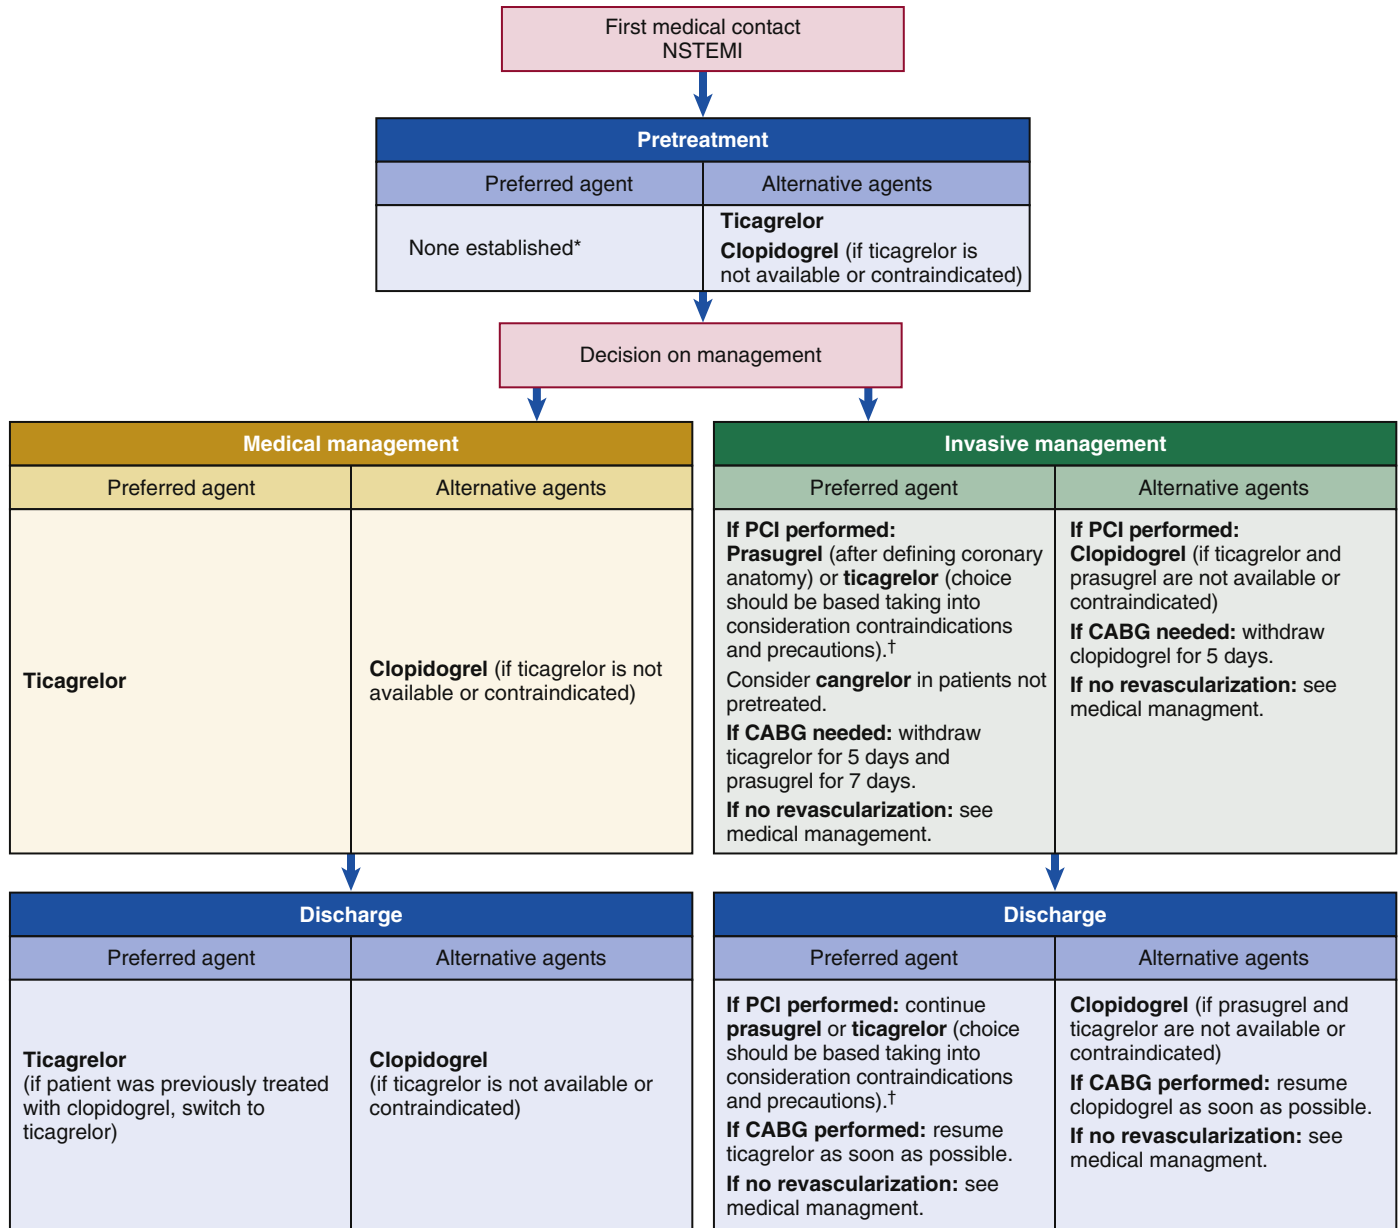 First medical contact
NSTEMI
Pretreatment
Preferred agent
Alternative agents
None established*
Ticagrelor
Clopidogrel (if ticagrelor is
not available or contraindicated)
Decision on management
Medical management
Preferred agent
Alternative agents
Ticagrelor
Clopidogrel (if ticagrelor is not
available or contraindicated)
Invasive management
Preferred agent
Alternative agents
If PCI performed:
Prasugrel (after defining coronary
anatomy) or ticagrelor (choice
should be based taking into
consideration contraindications
and precautions).†
Consider cangrelor in patients not
pretreated.
If CABG needed: withdraw
ticagrelor for 5 days and
prasugrel for 7 days.
If no revascularization: see
medical management.
If PCI performed:
Clopidogrel (if ticagrelor and
prasugrel are not available or
contraindicated)
If CABG needed: withdraw
clopidogrel for 5 days.
If no revascularization: see
medical managment.
Discharge
Preferred agent
Alternative agents
Ticagrelor
(if patient was previously treated
with clopidogrel, switch to
ticagrelor)
Clopidogrel
(if ticagrelor is not available or
contraindicated)
Discharge
Preferred agent
Alternative agents
If PCI performed: continue
prasugrel or ticagrelor (choice
should be based taking into
consideration contraindications
and precautions).†
If CABG performed: resume
ticagrelor as soon as possible.
If no revascularization: see
medical managment.
Clopidogrel (if prasugrel and
ticagrelor are not available or
contraindicated)
If CABG performed: resume
clopidogrel as soon as possible.
If no revascularization: see
medical managment.